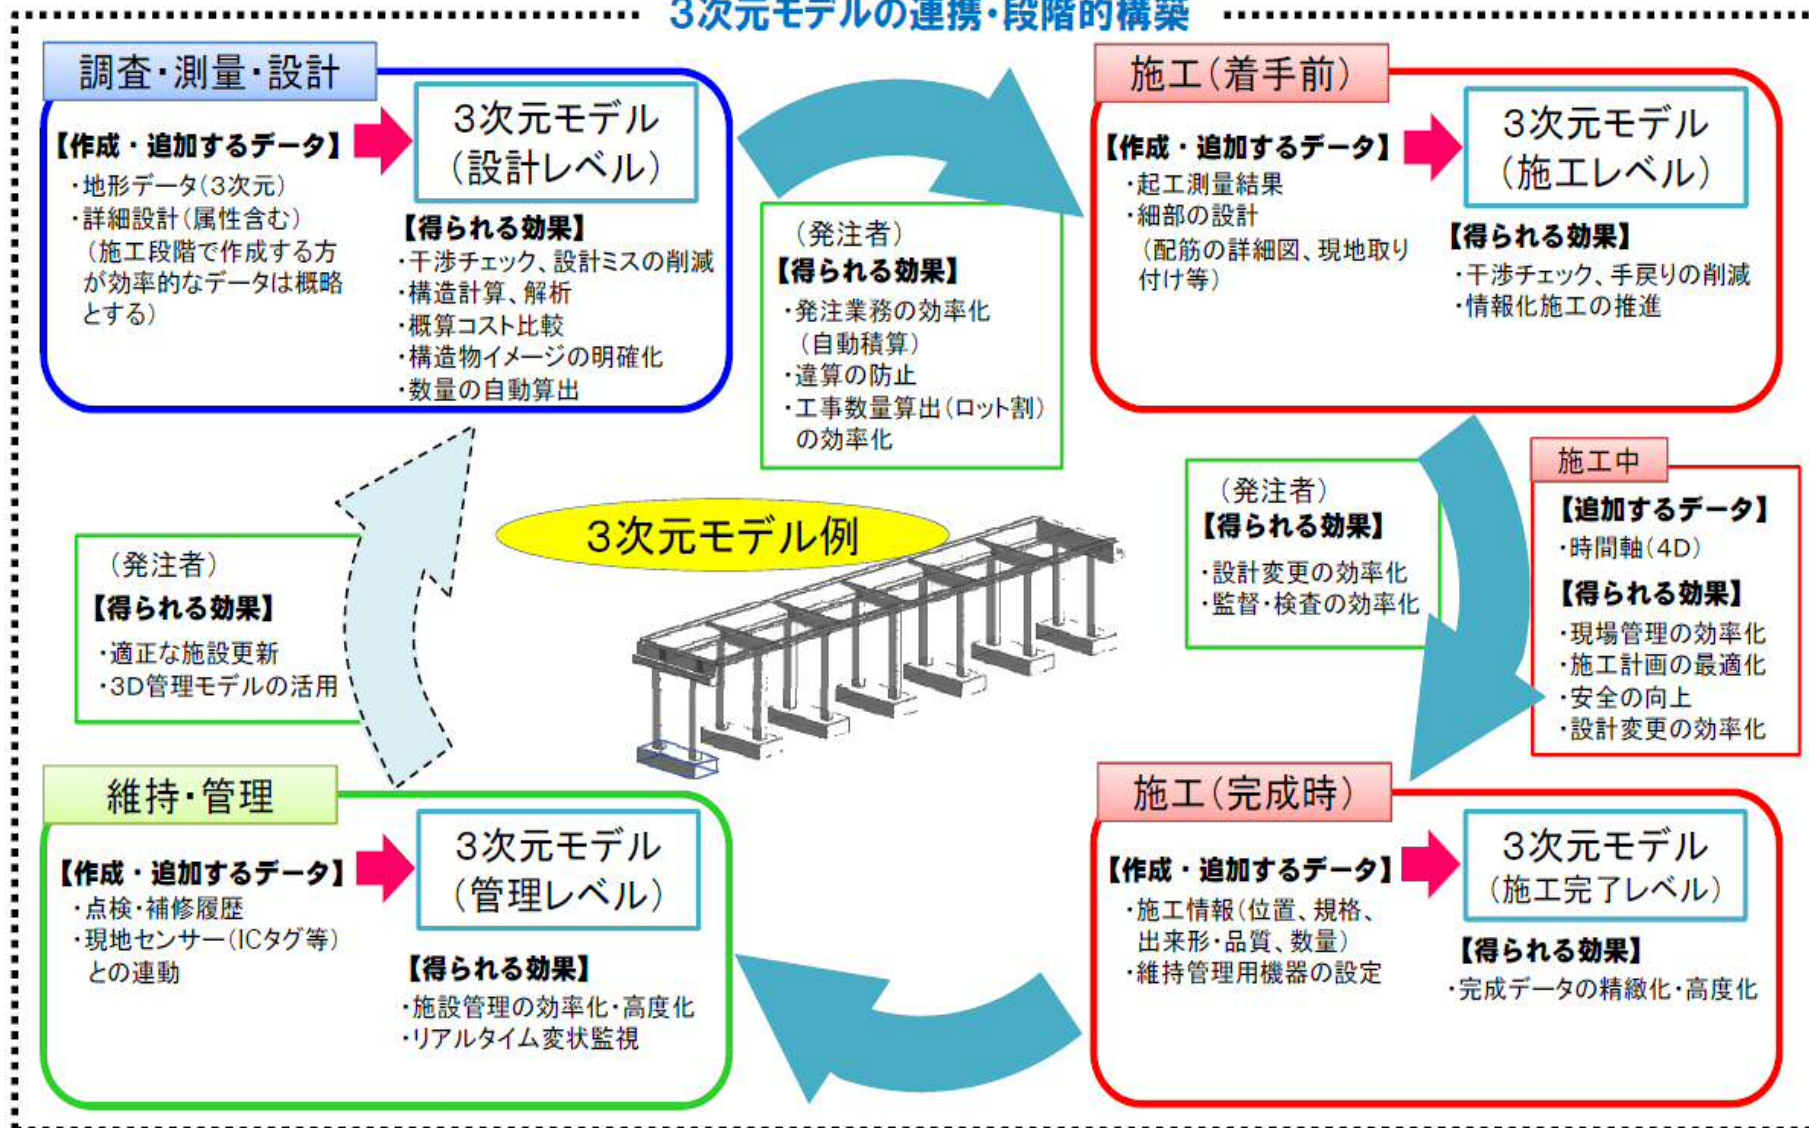 3次元モデルの連携・段階的構築
調査・測量・設計
【作成・追加するデータ】
・地形データ(3次元)
・詳細設計(属性含む)
(施工段階で作成する方
が効率的なデータは概略
とする)
3次元モデル
(設計レベル)
【得られる効果】
・干渉チェック、設計ミスの削減
・構造計算、解析
・概算コスト比較
・構造物イメージの明確化
・数量の自動算出
(発注者)
【得られる効果】
・発注業務の効率化
(自動積算)
・違算の防止
・工事数量算出(ロット割)
の効率化
施工(着手前)
【作成・追加するデータ】
・起工測量結果
・細部の設計
(配筋の詳細図、現地取り
付け等)
3次元モデル
(施工レベル)
【得られる効果】
・干渉チェック、手戻りの削減
・情報化施工の推進
(発注者)
【得られる効果】
・設計変更の効率化
・監督・検査の効率化
施工中
【追加するデータ】
・時間軸(4D)
【得られる効果】
・現場管理の効率化
・施工計画の最適化
・安全の向上
・設計変更の効率化
3次元モデル例
(発注者)
【得られる効果】
・適正な施設更新
・3D管理モデルの活用
維持・管理
【作成・追加するデータ】
・点検・補修履歴
・現地センサー(ICタグ等)
との連動
3次元モデル
(管理レベル)
【得られる効果】
・施設管理の効率化・高度化
・リアルタイム変状監視
施工(完成時)
【作成・追加するデータ】
・施工情報(位置、規格、
出来形・品質、数量)
・維持管理用機器の設定
3次元モデル
(施工完了レベル)
【得られる効果】
・完成データの精緻化・高度化